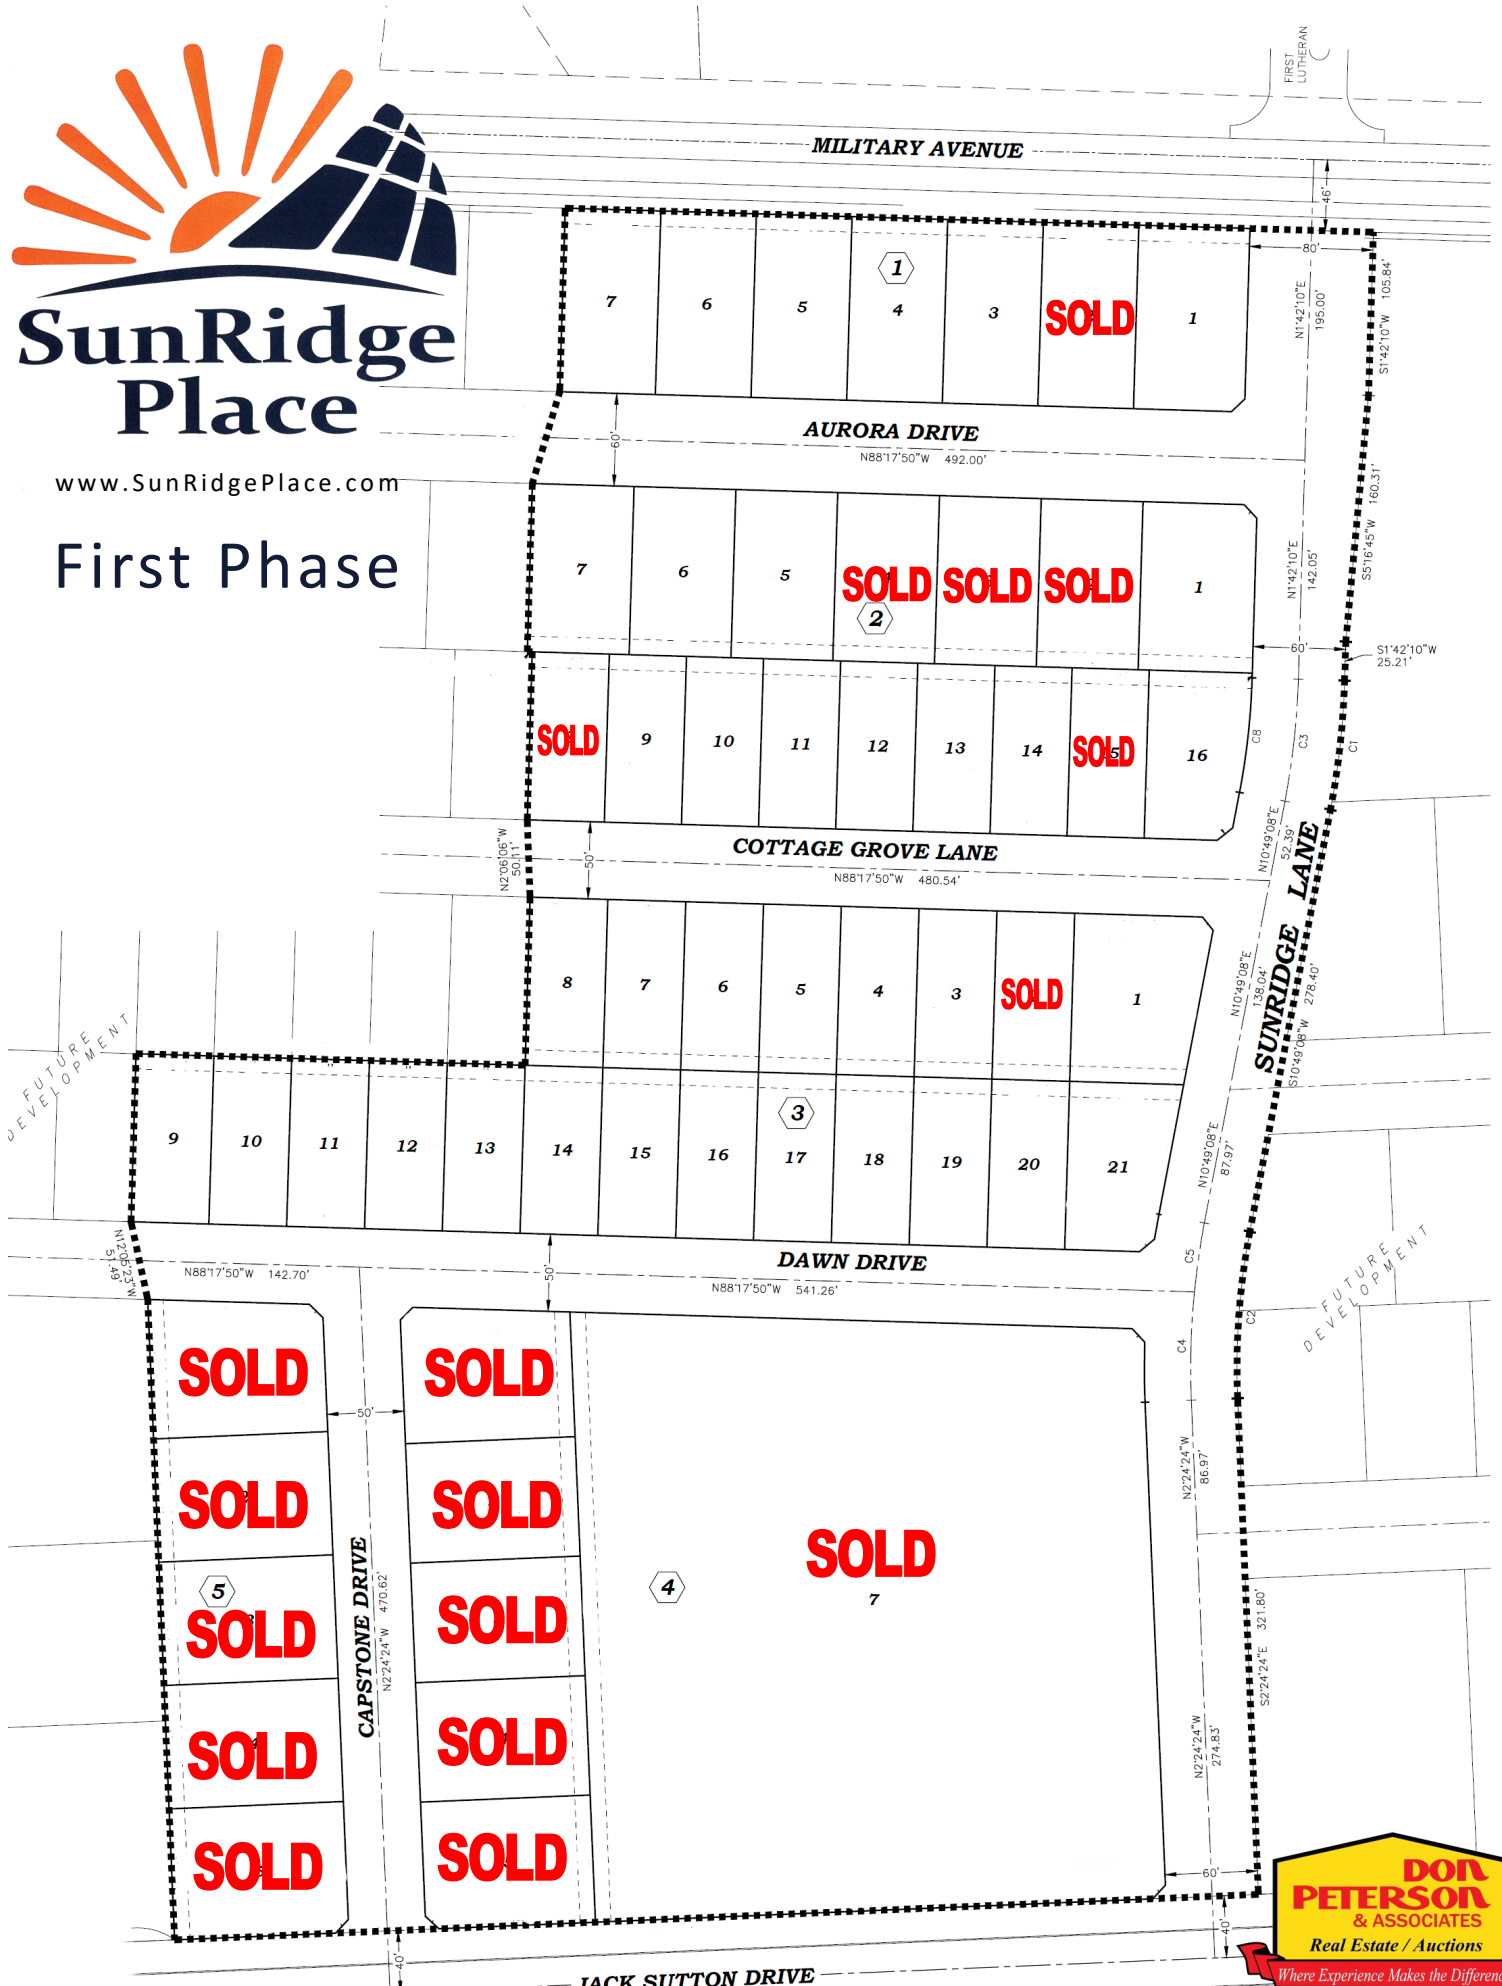 FIRST
LUTHERAN
MILITARY AVENUE
46'
80'
N1°42'10"E
195.00'
S1°42'10"W 105.84'
SunRidge
Place
www.SunRidgePlace.com
First Phase
1
7
6
5
4
3
SOLD
1
AURORA DRIVE
N88°17'50"W 492.00'
60'
S5°16'45"W 160.31'
N1°42'10"E
142.05'
7
6
5
SOLD
SOLD
SOLD
1
2
60'
S1°42'10"W
25.21'
SOLD
9
10
11
12
13
14
SOLD
16
C8
C3
C1
COTTAGE GROVE LANE
N88°17'50"W 480.54'
N2°06'06"W
50.11'
50'
N10°49'08"E
52.39'
SUNRIDGE LANE
8
7
6
5
4
3
SOLD
1
N10°49'08"E
138.04'
S10°49'08"W 278.40'
FUTURE
DEVELOPMENT
3
9
10
11
12
13
14
15
16
17
18
19
20
21
N10°49'08"E
87.97'
C5
DAWN DRIVE
N12°05'23"W
51.49'
N88°17'50"W 142.70'
50'
N88°17'50"W 541.26'
FUTURE
DEVELOPMENT
C2
C4
SOLD
SOLD
50'
N2°24'24"W
86.97'
SOLD
SOLD
CAPSTONE DRIVE
N2°24'24"W 470.62'
SOLD
7
4
5
SOLD
SOLD
S2°24'24"E 321.80'
SOLD
SOLD
N2°24'24"W
274.83'
SOLD
SOLD
60'
40'
40'
JACK SUTTON DRIVE
DON
PETERSON
& ASSOCIATES
Real Estate / Auctions
Where Experience Makes the Difference